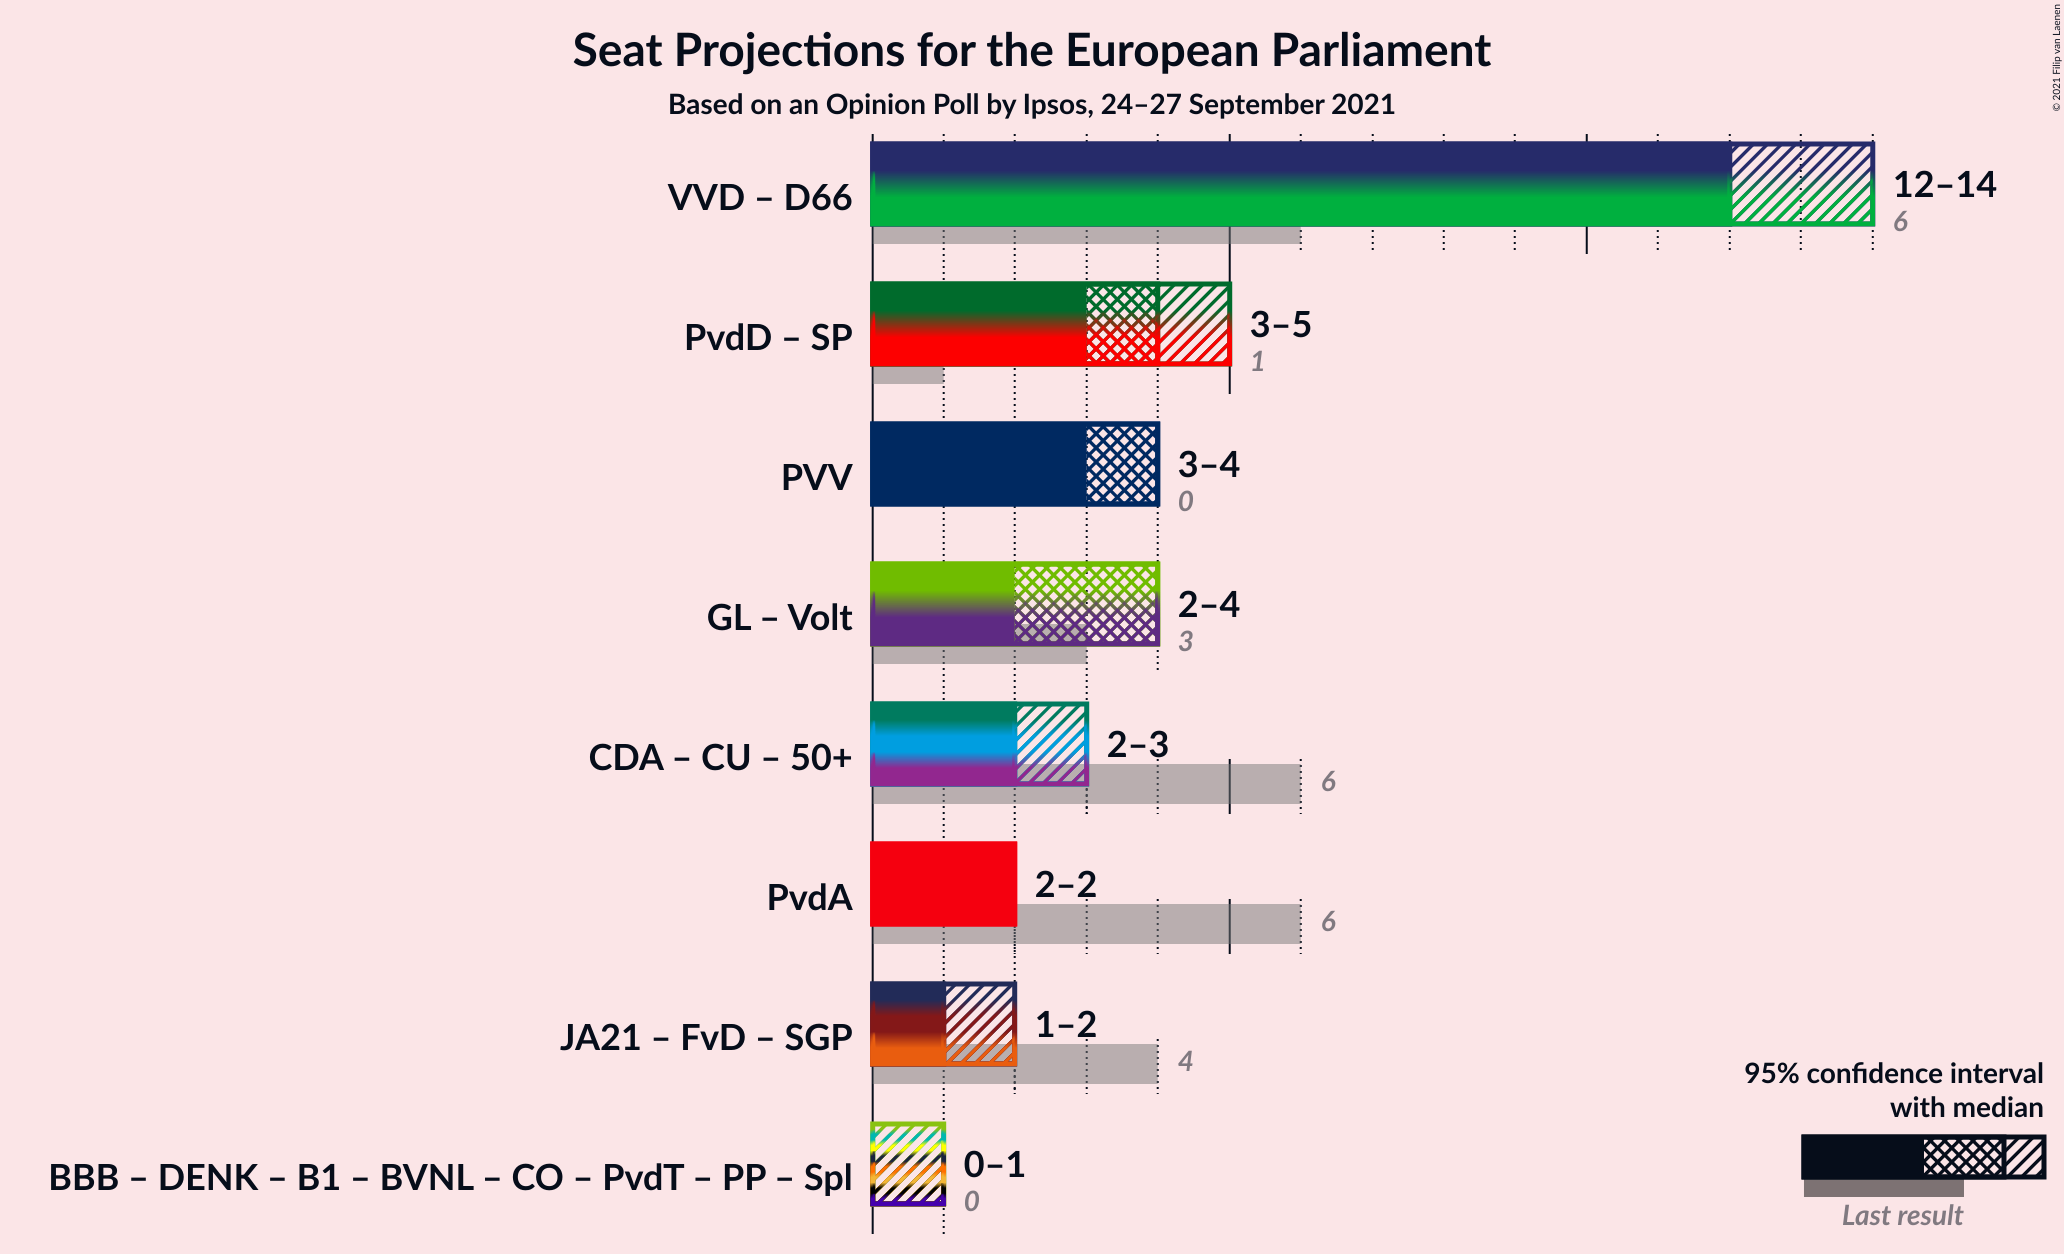 Seat Projections for the European Parliament
Based on an Opinion Poll by Ipsos, 24–27 September 2021
© 2021 Filip van Laenen
VVD – D66
12–14
6
PvdD – SP
3–5
1
PVV
3–4
0
GL – Volt
2–4
3
CDA – CU – 50+
2–3
6
PvdA
2–2
6
JA21 – FvD – SGP
1–2
4
BBB – DENK – B1 – BVNL – CO – PvdT – PP – Spl
0–1
0
95% confidence interval
with median
Last result